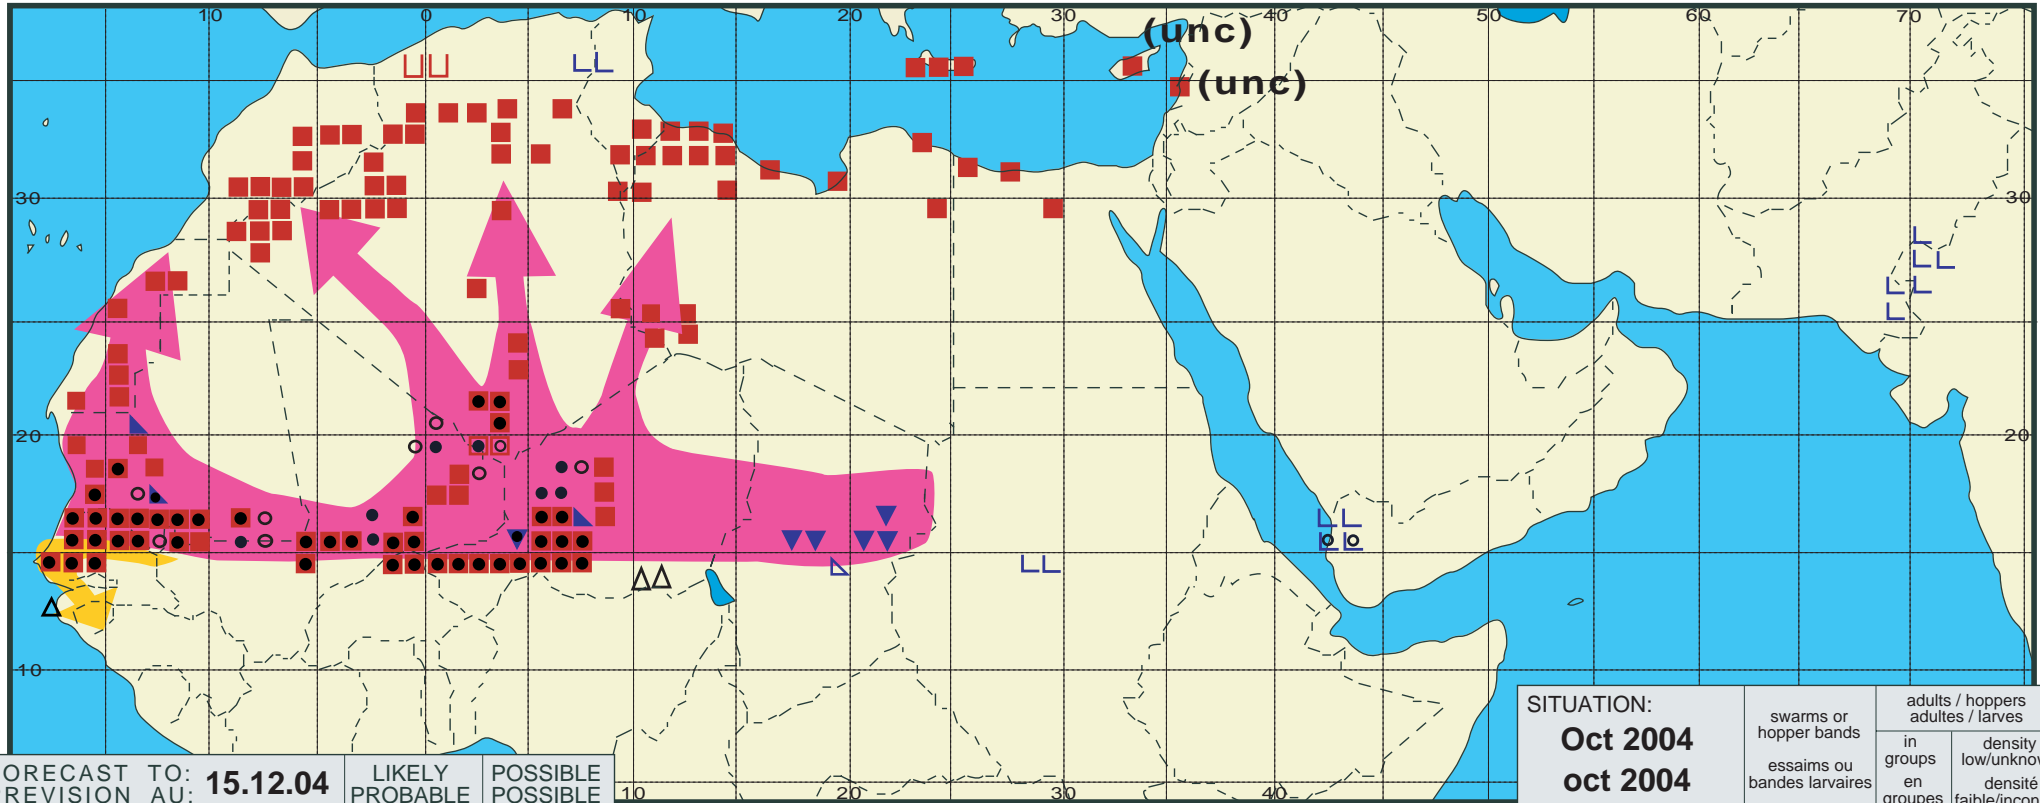 10 0 10 20 30 40 50 60 70
(unc)
(unc)
30 30
20 20
10
10 20 30 40
ORECAST TO:
REVISION AU:
15.12.04
LIKELY
PROBABLE
POSSIBLE
POSSIBLE
SITUATION:
Oct 2004
oct 2004
swarms or
hopper bands
essaims ou
bandes larvaires
adults / hoppers
adultes / larves
in
groups
en
groupes
density
low/unknow
densité